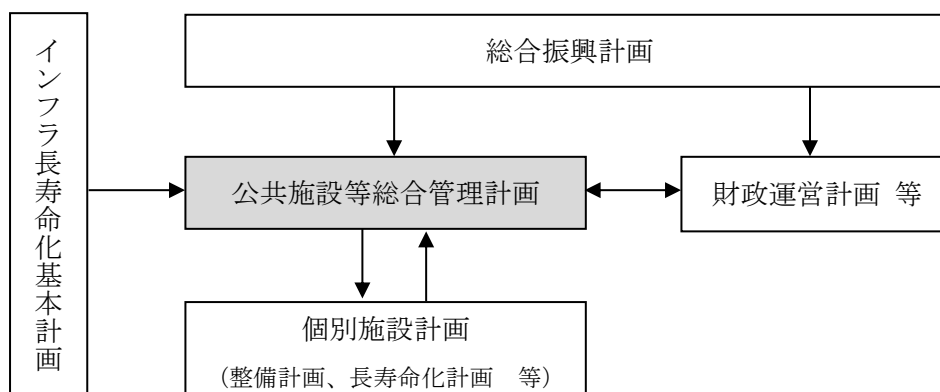 インフラ長寿命化基本計画
総合振興計画
公共施設等総合管理計画
財政運営計画 等
個別施設計画
(整備計画、長寿命化計画 等)